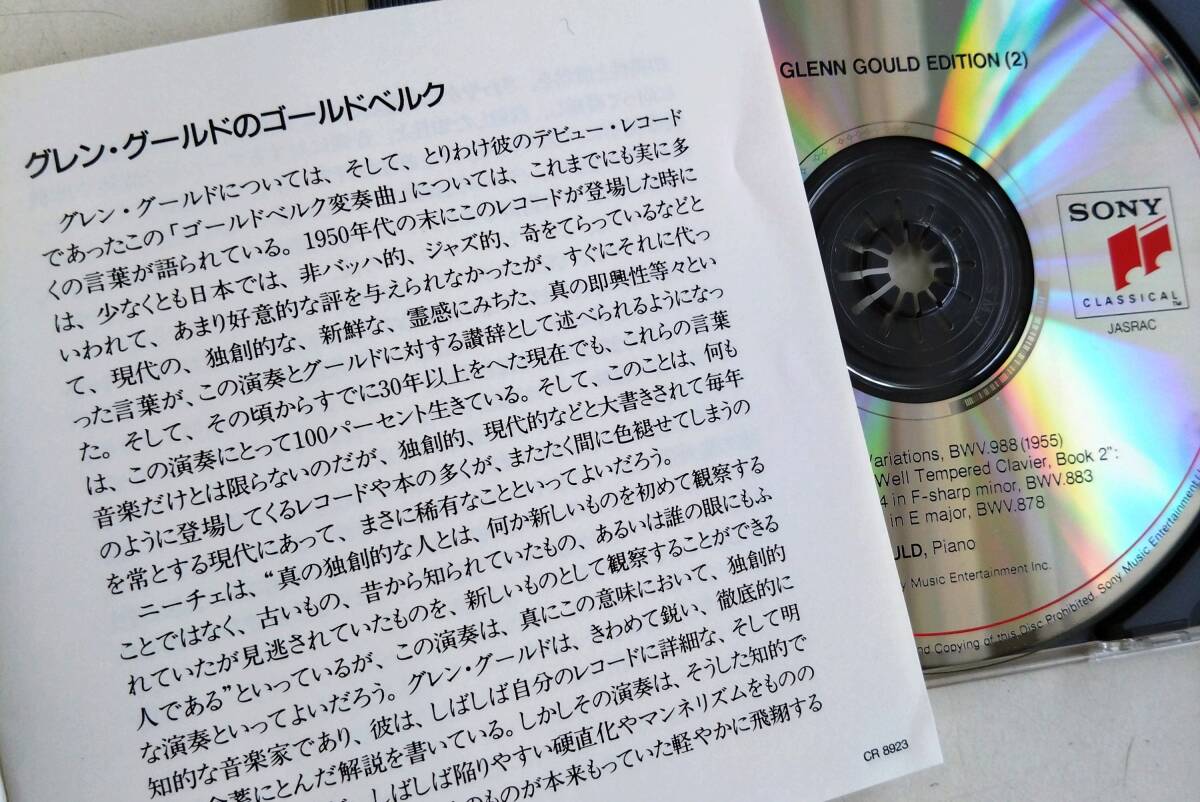 グレン・グールドのゴールドベルク
グレン・グールドについては、そして、とりわけ彼のデビュー・レコード
であったこの「ゴールドベルク変奏曲」については、これまでにも実に多
くの言葉が語られている。1950年代の末にこのレコードが登場した時に
は、少なくとも日本では、非バッハ的、ジャズ的、奇をてらっているなどと
いわれて、あまり好意的な評を与えられなかったが、すぐにそれに代っ
て、現代の、独創的な、新鮮な、霊感にみちた、真の即興性等々とい
った言葉が、この演奏とグールドに対する讃辞として述べられるようになっ
た。そして、その頃からすでに30年以上をへた現在でも、これらの言葉
は、この演奏にとって100パーセント生きている。そして、このことは、何も
音楽だけとは限らないのだが、独創的、現代的などと大書きされて毎年
のように登場してくるレコードや本の多くが、またたく間に色褪せてしまうの
を常とする現代にあって、まさに稀有なことといってよいだろう。
ニーチェは、“真の独創的な人とは、何か新しいものを初めて観察する
ことではなく、古いもの、昔から知られていたもの、あるいは誰の眼にもふ
れていたが見逃されていたものを、新しいものとして観察することができる
人である”といっているが、この演奏は、真にこの意味において、独創的
な演奏といってよいだろう。グレン・グールドは、きわめて鋭い、徹底的に
知的な音楽家であり、彼は、しばしば自分のレコードに詳細な、そして明
蓄にとんだ解説を書いている。しかしその演奏は、そうした知的で
しばしば陥りやすい硬直化やマンネリズムをものの
のものが本来もっていた軽やかに飛翔する
CR 8923
GLENN GOULD EDITION (2)
SONY
CLASSICAL
JASRAC
Variations, BWV.988 (1955)
Well Tempered Clavier, Book 2”:
4 in F-sharp minor, BWV.883
in E major, BWV.878
ULD, Piano
Music Entertainment Inc.
and Copying of this Disc Prohibited. Sony Music Entertainment